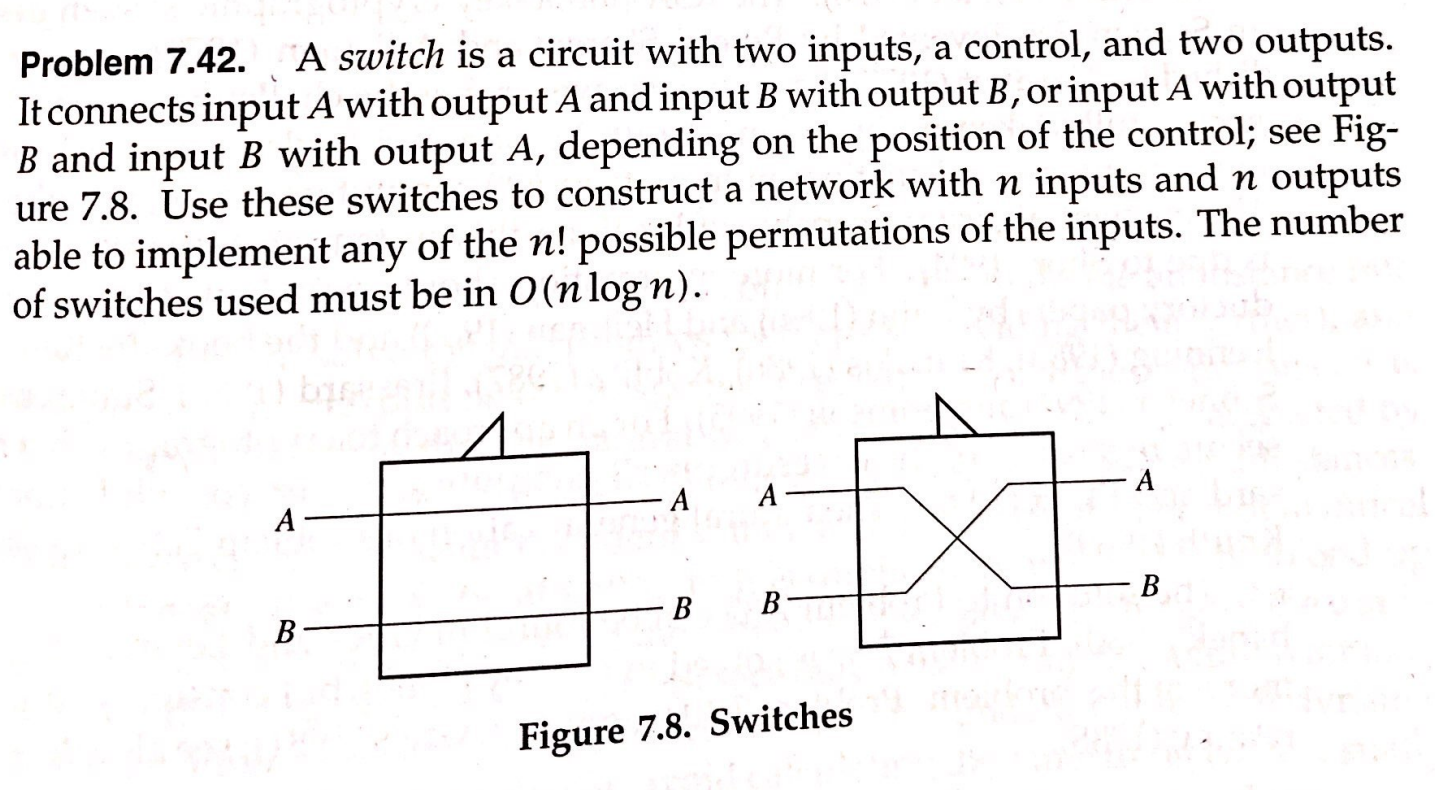 Problem 7.42. A switch is a circuit with two inputs, a control, and two outputs.
It connects input A with output A and input B with output B, or input A with output
B and input B with output A, depending on the position of the control; see Fig-
ure 7.8. Use these switches to construct a network with n inputs and n outputs
able to implement any of the n! possible permutations of the inputs. The number
of switches used must be in O(n log n).
A A A A
B B B B
Figure 7.8. Switches